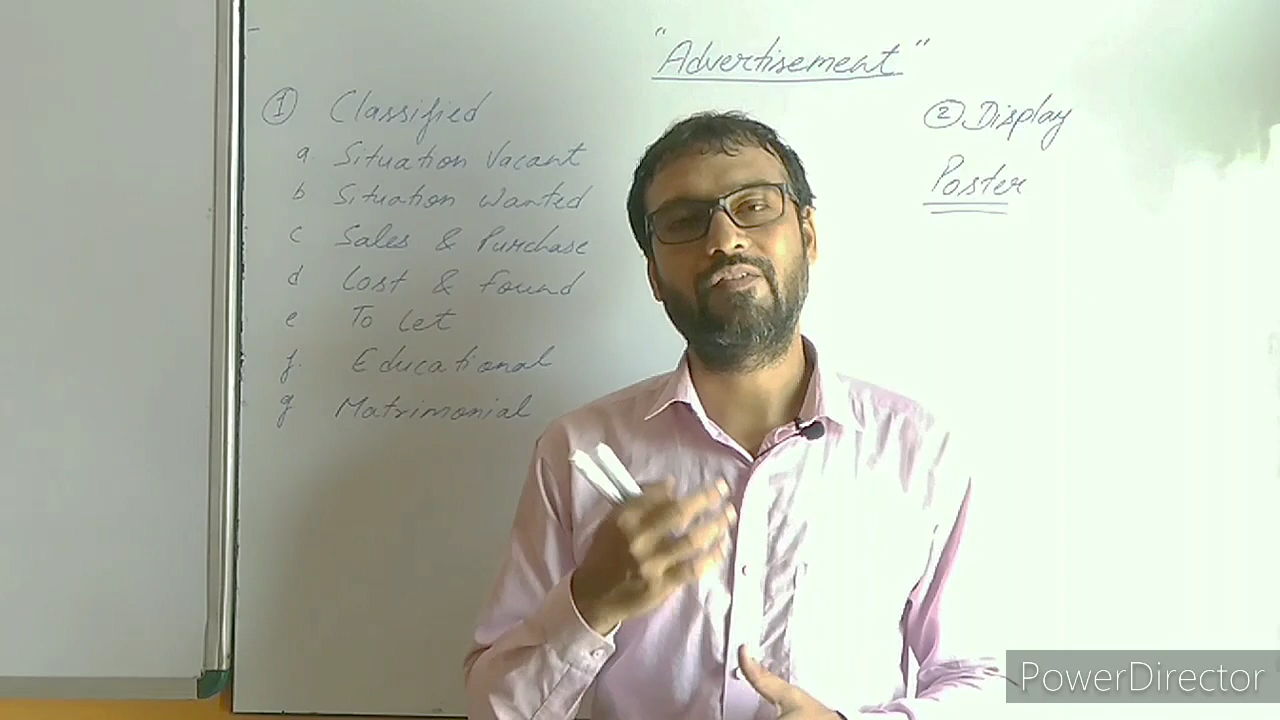 "Advertisement"
① Classified
a. Situation Vacant
b Situation Wanted
c Sales & Purchase
d Lost & found
e To Let
f. Educational
g Matrimonial
② Display
Poster
PowerDirector